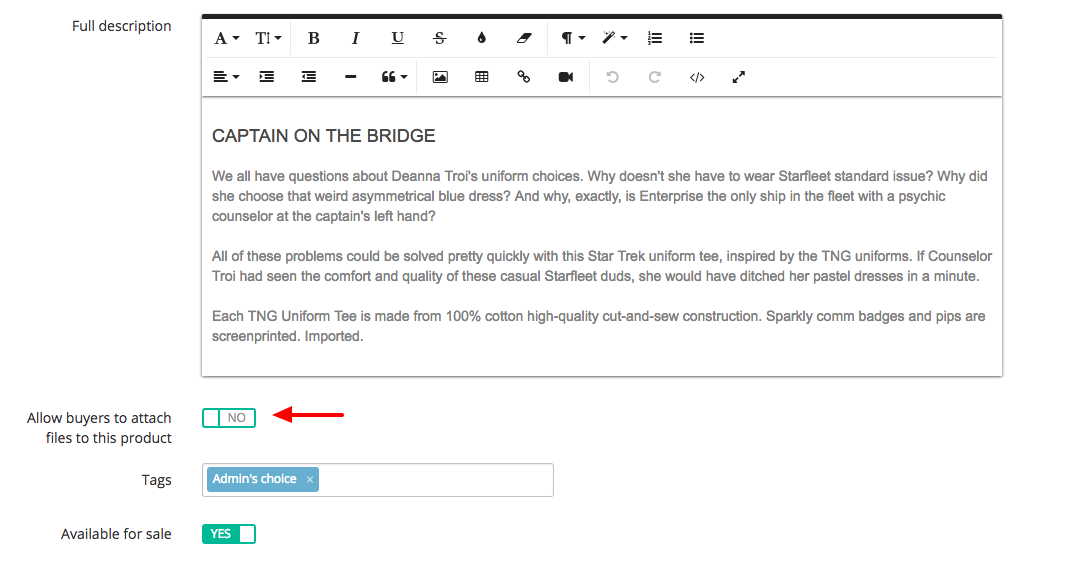 Full description
A TI B I U S ¶
CAPTAIN ON THE BRIDGE
We all have questions about Deanna Troi's uniform choices. Why doesn't she have to wear Starfleet standard issue? Why did
she choose that weird asymmetrical blue dress? And why, exactly, is Enterprise the only ship in the fleet with a psychic
counselor at the captain's left hand?
All of these problems could be solved pretty quickly with this Star Trek uniform tee, inspired by the TNG uniforms. If Counselor
Troi had seen the comfort and quality of these casual Starfleet duds, she would have ditched her pastel dresses in a minute.
Each TNG Uniform Tee is made from 100% cotton high-quality cut-and-sew construction. Sparkly comm badges and pips are
screenprinted. Imported.
Allow buyers to attach
files to this product
NO
Tags
Admin's choice ×
Available for sale
YES